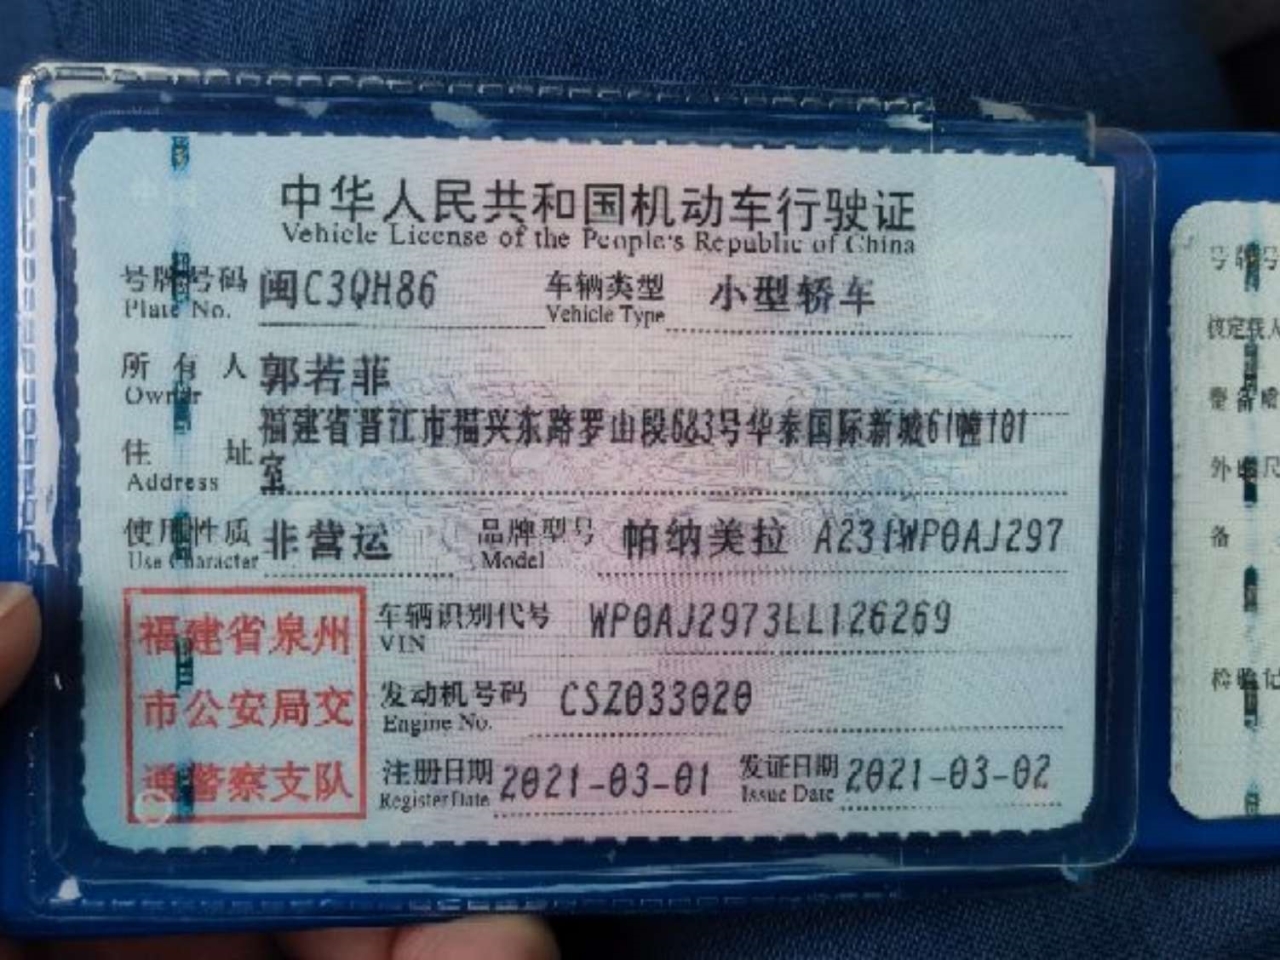 中华人民共和国机动车行驶证
Vehicle License of the People's Republic of China
号牌号码 闽C3QH86 车辆类型 小型轿车
Plate No. Vehicle Type
所有人 郭若菲
Owner
福建省晋江市福兴东路罗山段683号华泰国际新城61幢101
住址 室
Address
使用性质 非营运 品牌型号 帕纳美拉 A231WP0AJ297
Use Character Model
福建省泉州
市公安局交
通警察支队
车辆识别代号 WP0AJ2973LL126269
VIN
发动机号码 CSZ033020
Engine No.
注册日期 2021-03-01 发证日期 2021-03-02
Register Date Issue Date
号牌号
核定载人
整备
外
备
检验记